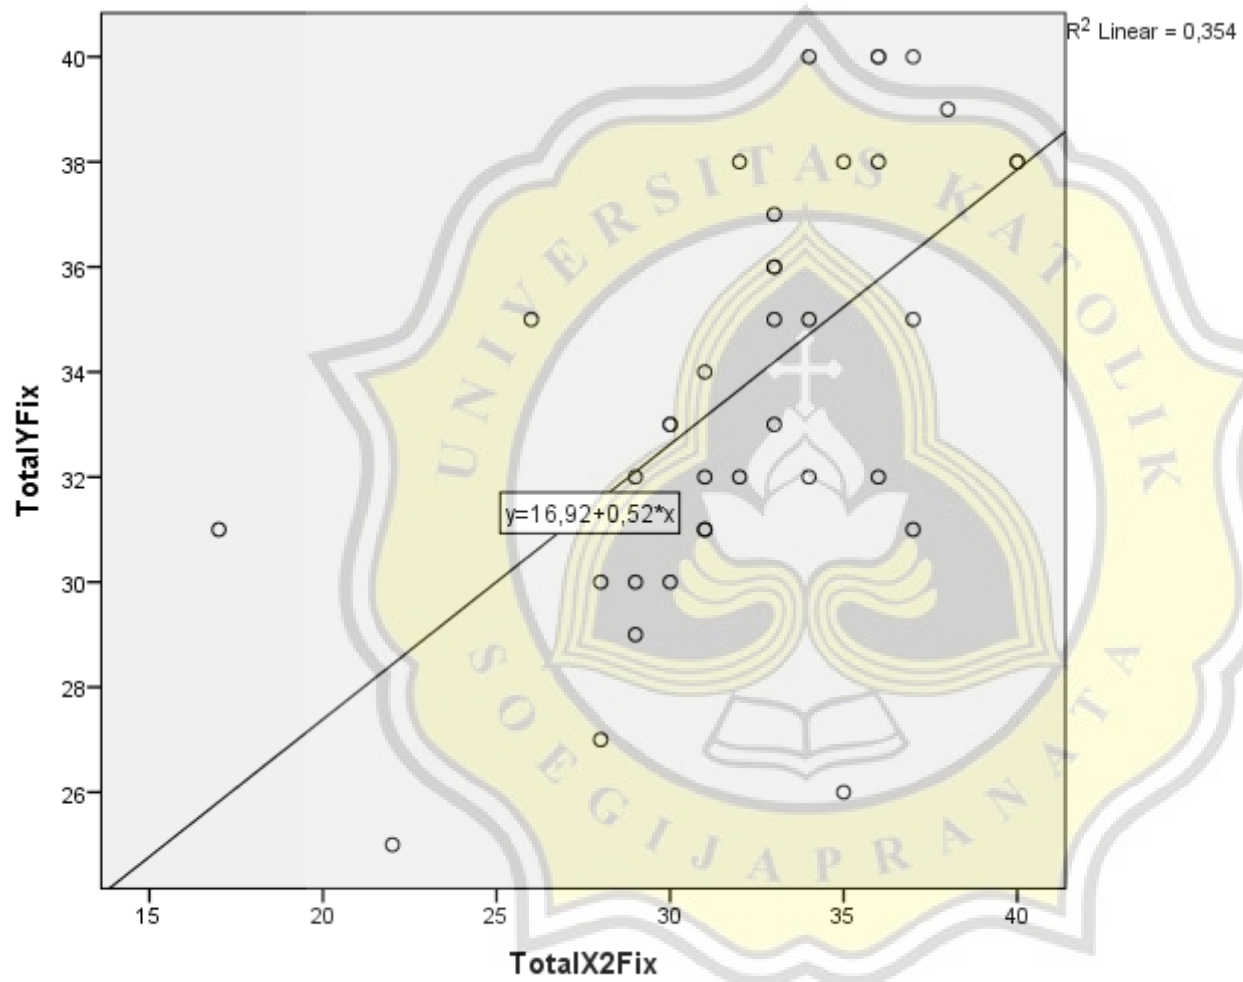 R² Linear = 0,354
40
38
36
34
32
30
28
26
TotalYFix
y=16,92+0,52*x
15 20 25 30 35 40
TotalX2Fix
UNIVERSITAS KATOLIK
SOEGIJAPRANATA